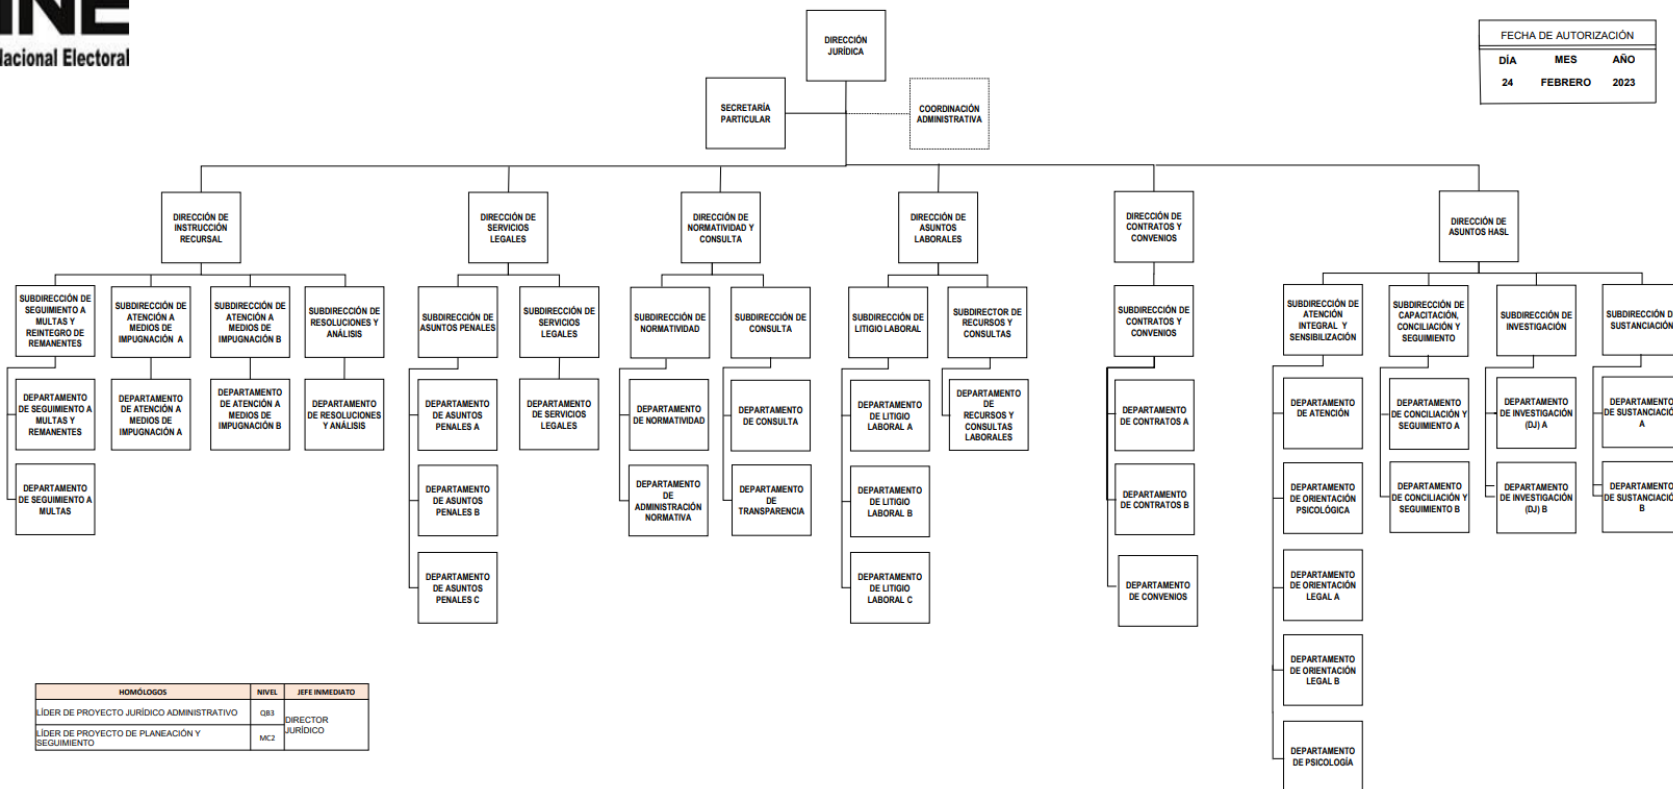 INE
Nacional Electoral
FECHA DE AUTORIZACIÓN
DÍA MES AÑO
24 FEBRERO 2023
DIRECCIÓN
JURÍDICA
SECRETARÍA
PARTICULAR
COORDINACIÓN
ADMINISTRATIVA
DIRECCIÓN DE
INSTRUCCIÓN
RECURSAL
DIRECCIÓN DE
SERVICIOS
LEGALES
DIRECCIÓN DE
NORMATIVIDAD Y
CONSULTA
DIRECCIÓN DE
ASUNTOS
LABORALES
DIRECCIÓN DE
CONTRATOS Y
CONVENIOS
DIRECCIÓN DE
ASUNTOS HASL
SUBDIRECCIÓN DE
SEGUIMIENTO A
MULTAS Y
REINTEGRO DE
REMANENTES
SUBDIRECCIÓN DE
ATENCIÓN A
MEDIOS DE
IMPUGNACIÓN A
SUBDIRECCIÓN DE
ATENCIÓN A
MEDIOS DE
IMPUGNACIÓN B
SUBDIRECCIÓN DE
RESOLUCIONES Y
ANÁLISIS
SUBDIRECCIÓN DE
ASUNTOS PENALES
SUBDIRECCIÓN DE
SERVICIOS
LEGALES
SUBDIRECCIÓN DE
NORMATIVIDAD
SUBDIRECCIÓN DE
CONSULTA
SUBDIRECCIÓN DE
LITIGIO LABORAL
SUBDIRECTOR DE
RECURSOS Y
CONSULTAS
SUBDIRECCIÓN DE
CONTRATOS Y
CONVENIOS
SUBDIRECCIÓN DE
ATENCIÓN
INTEGRAL Y
SENSIBILIZACIÓN
SUBDIRECCIÓN DE
CAPACITACIÓN,
CONCILIACIÓN Y
SEGUIMIENTO
SUBDIRECCIÓN DE
INVESTIGACIÓN
SUBDIRECCIÓN DE
SUSTANCIACIÓN
DEPARTAMENTO
DE SEGUIMIENTO A
MULTAS Y
REMANENTES
DEPARTAMENTO
DE ATENCIÓN A
MEDIOS DE
IMPUGNACIÓN A
DEPARTAMENTO
DE ATENCIÓN A
MEDIOS DE
IMPUGNACIÓN B
DEPARTAMENTO
DE RESOLUCIONES
Y ANÁLISIS
DEPARTAMENTO
DE ASUNTOS
PENALES A
DEPARTAMENTO
DE SERVICIOS
LEGALES
DEPARTAMENTO
DE NORMATIVIDAD
DEPARTAMENTO
DE CONSULTA
DEPARTAMENTO
DE LITIGIO
LABORAL A
DEPARTAMENTO
DE
RECURSOS Y
CONSULTAS
LABORALES
DEPARTAMENTO
DE CONTRATOS A
DEPARTAMENTO
DE ATENCIÓN
DEPARTAMENTO
DE CONCILIACIÓN Y
SEGUIMIENTO A
DEPARTAMENTO
DE INVESTIGACIÓN
(DJ) A
DEPARTAMENTO
DE SUSTANCIACIÓN
A
DEPARTAMENTO
DE SEGUIMIENTO A
MULTAS
DEPARTAMENTO
DE ASUNTOS
PENALES B
DEPARTAMENTO
DE
ADMINISTRACIÓN
NORMATIVA
DEPARTAMENTO
DE
TRANSPARENCIA
DEPARTAMENTO
DE LITIGIO
LABORAL B
DEPARTAMENTO
DE CONTRATOS B
DEPARTAMENTO
DE ORIENTACIÓN
PSICOLÓGICA
DEPARTAMENTO
DE CONCILIACIÓN Y
SEGUIMIENTO B
DEPARTAMENTO
DE INVESTIGACIÓN
(DJ) B
DEPARTAMENTO
DE SUSTANCIACIÓN
B
DEPARTAMENTO
DE ASUNTOS
PENALES C
DEPARTAMENTO
DE LITIGIO
LABORAL C
DEPARTAMENTO
DE CONVENIOS
DEPARTAMENTO
DE ORIENTACIÓN
LEGAL A
DEPARTAMENTO
DE ORIENTACIÓN
LEGAL B
DEPARTAMENTO
DE PSICOLOGÍA
HOMÓLOGOS NIVEL JEFE INMEDIATO
LÍDER DE PROYECTO JURÍDICO ADMINISTRATIVO QB3
DIRECTOR
JURÍDICO
LÍDER DE PROYECTO DE PLANEACIÓN Y
SEGUIMIENTO MC2